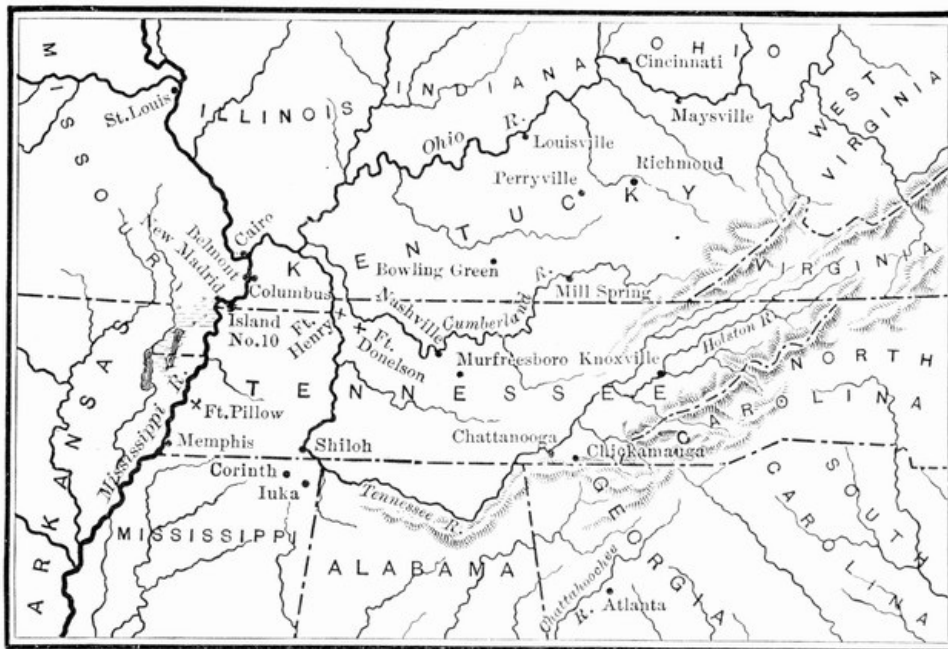 OHIO
Cincinnati
MISSOURI
St. Louis
ILLINOIS
INDIANA
WEST
VIRGINIA
Maysville
Ohio R.
Louisville
Richmond
Perryville
KENTUCKY
Cairo
Belmont
New Madrid
Columbus
Bowling Green
Mill Spring
VIRGINIA
Island
No. 10
Ft.
Henry
Ft.
Donelson
Nashville
Cumberland R.
Murfreesboro
Knoxville
Holston R.
TENNESSEE
NORTH
CAROLINA
Ft. Pillow
Mississippi R.
Memphis
Shiloh
Chattanooga
Chickamauga
Corinth
Iuka
Tennessee R.
ARKANSAS
MISSISSIPPI
ALABAMA
GEORGIA
Chattahoochee
R.
Atlanta
SOUTH
CAROLINA